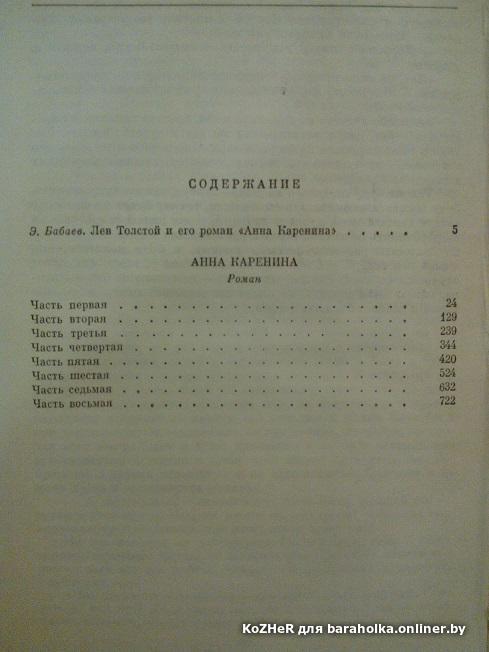 СОДЕРЖАНИЕ
Э. Бабаев. Лев Толстой и его роман «Анна Каренина» . . . . . 5
АННА КАРЕНИНА
Роман
Часть первая . . . . . . . . . . . . . . . . . . 24
Часть вторая . . . . . . . . . . . . . . . . . . 129
Часть третья . . . . . . . . . . . . . . . . . . 239
Часть четвертая . . . . . . . . . . . . . . . . . . 344
Часть пятая . . . . . . . . . . . . . . . . . . 420
Часть шестая . . . . . . . . . . . . . . . . . . 524
Часть седьмая . . . . . . . . . . . . . . . . . . 632
Часть восьмая . . . . . . . . . . . . . . . . . . 722
KoZHeR для baraholka.onliner.by